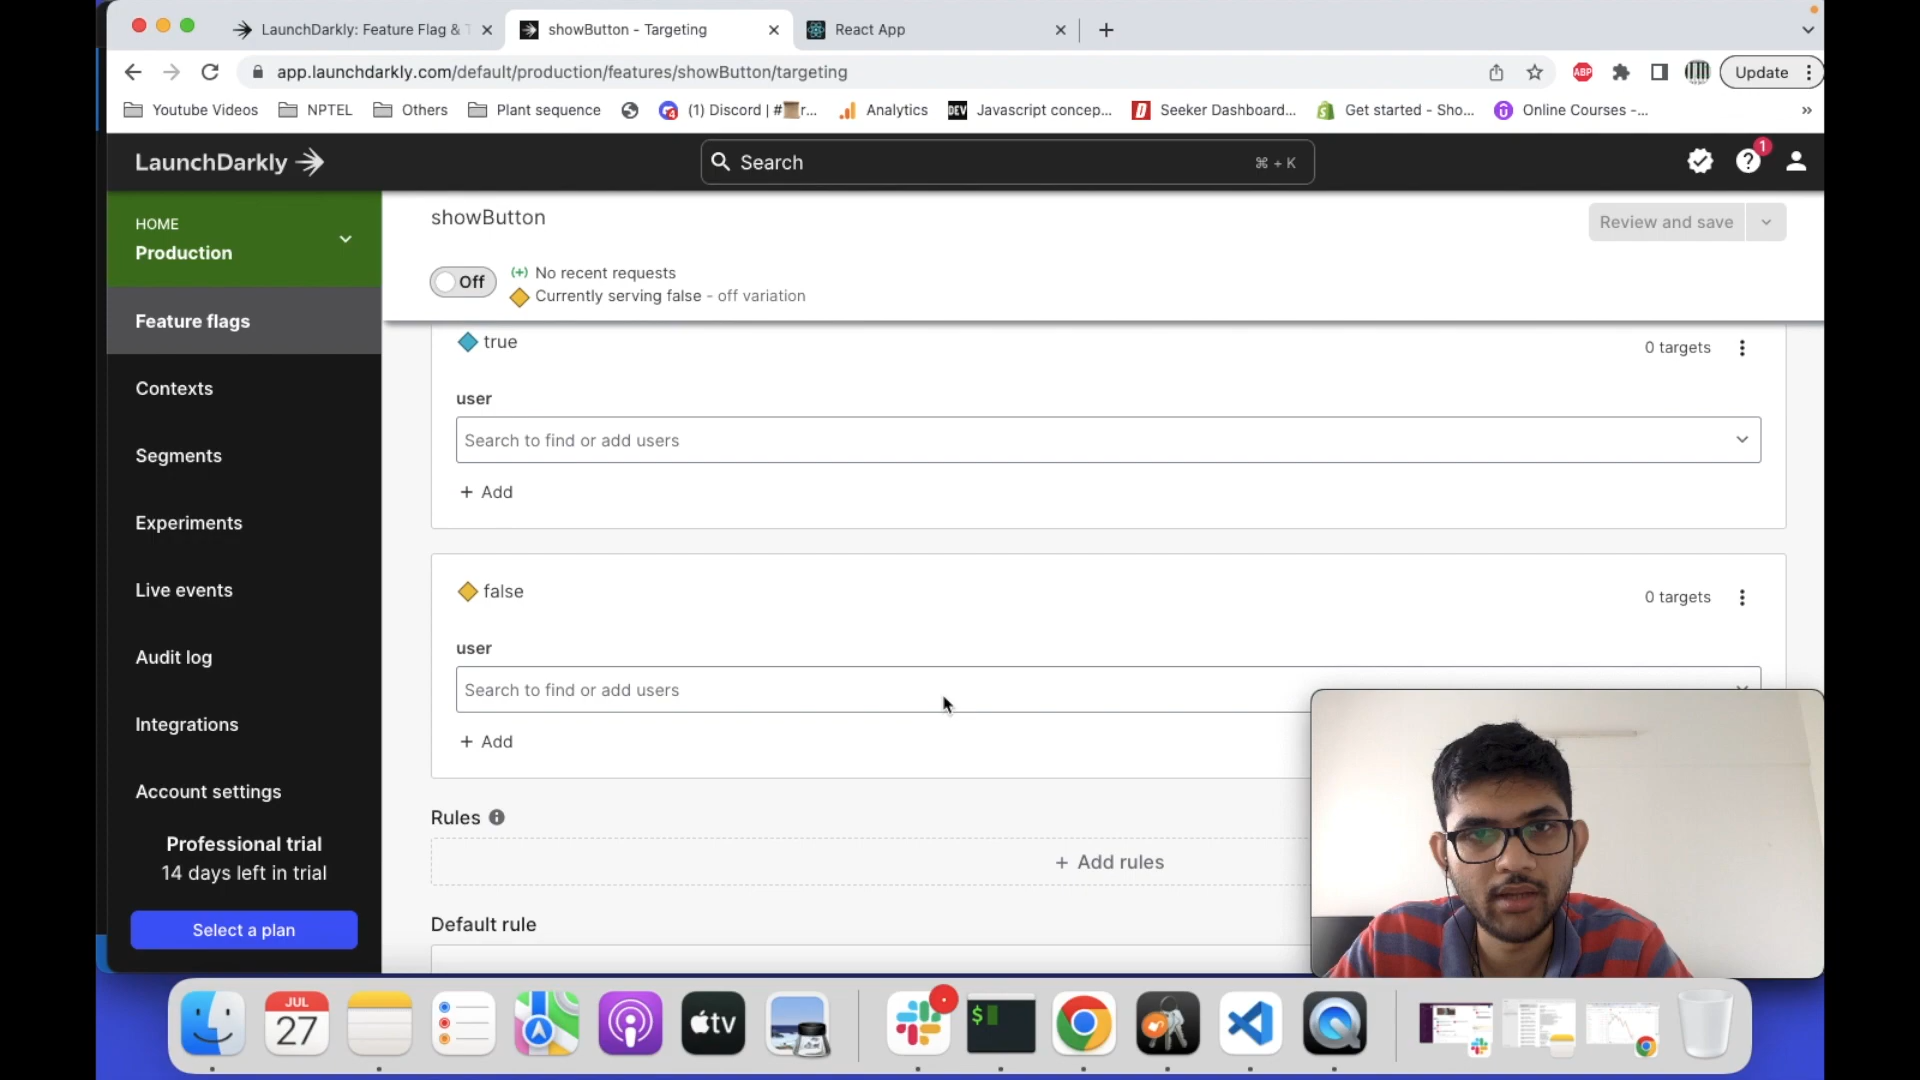 LaunchDarkly: Feature Flag & T
showButton - Targeting
React App
app.launchdarkly.com/default/production/features/showButton/targeting
ABP
Update
Youtube Videos
NPTEL
Others
Plant sequence
(1) Discord | #📜r...
Analytics
DEV
Javascript concep...
Seeker Dashboard...
Get started - Sho...
Online Courses -...
»
LaunchDarkly
Search
⌘ + K
1
HOME
Production
showButton
Review and save
Off
(+) No recent requests
Currently serving false - off variation
Feature flags
Contexts
Segments
Experiments
Live events
Audit log
Integrations
Account settings
Professional trial
14 days left in trial
Select a plan
true
0 targets
user
Search to find or add users
+ Add
false
0 targets
user
Search to find or add users
+ Add
Rules
+ Add rules
Default rule
JUL
27
tv
$